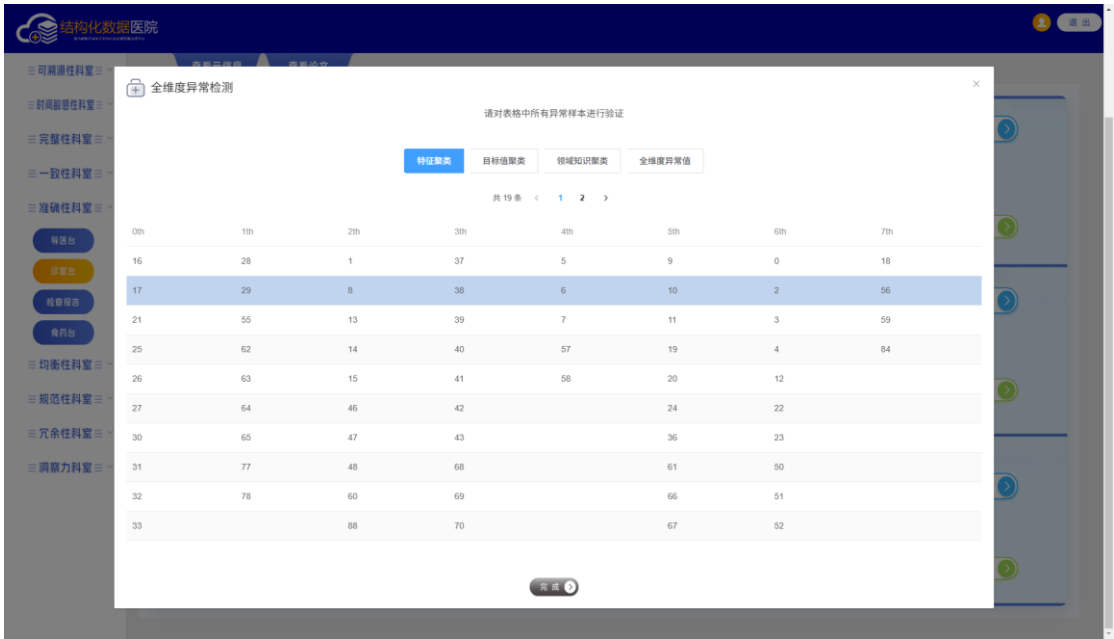 结构化数据医院
退 出
可溯源性科室
查看元信息
查看论文
全维度异常检测
请对表格中所有异常样本进行验证
时间敏感性科室
完整性科室
一致性科室
准确性科室
导医台
诊室台
检查报告
食药台
均衡性科室
规范性科室
冗余性科室
洞察力科室
特征聚类 目标值聚类 领域知识聚类 全维度异常值
共 19 条 < 1 2 >
0th 1th 2th 3th 4th 5th 6th 7th
16 28 1 37 5 9 0 18
17 29 8 38 6 10 2 56
21 55 13 39 7 11 3 59
25 62 14 40 57 19 4 84
26 63 15 41 58 20 12
27 64 46 42 24 22
30 65 47 43 36 23
31 77 48 68 61 50
32 78 60 69 66 51
33 88 70 67 52
完 成